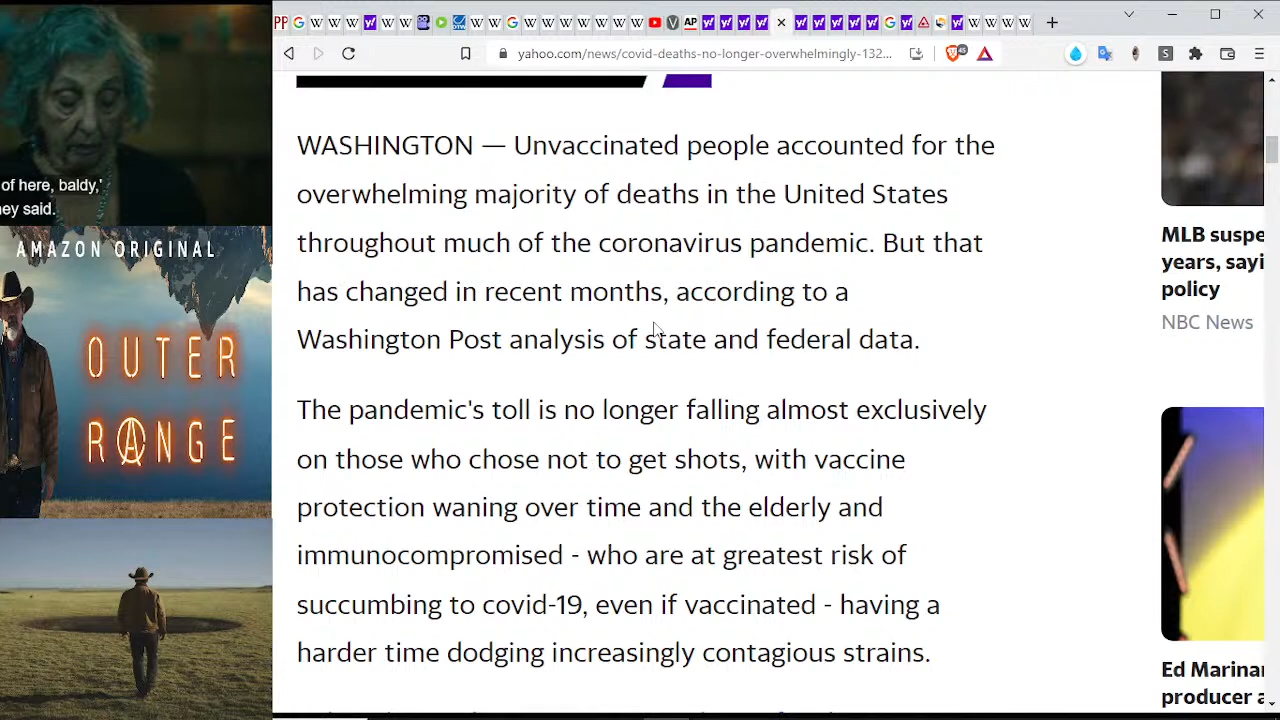 yahoo.com/news/covid-deaths-no-longer-overwhelmingly-132...
45
of here, baldy,'
ey said.
AMAZON ORIGINAL
OUTER
RANGE
WASHINGTON — Unvaccinated people accounted for the
overwhelming majority of deaths in the United States
throughout much of the coronavirus pandemic. But that
has changed in recent months, according to a
Washington Post analysis of state and federal data.
The pandemic's toll is no longer falling almost exclusively
on those who chose not to get shots, with vaccine
protection waning over time and the elderly and
immunocompromised - who are at greatest risk of
succumbing to covid-19, even if vaccinated - having a
harder time dodging increasingly contagious strains.
MLB suspe
years, sayi
policy
NBC News
Ed Marinar
producer a